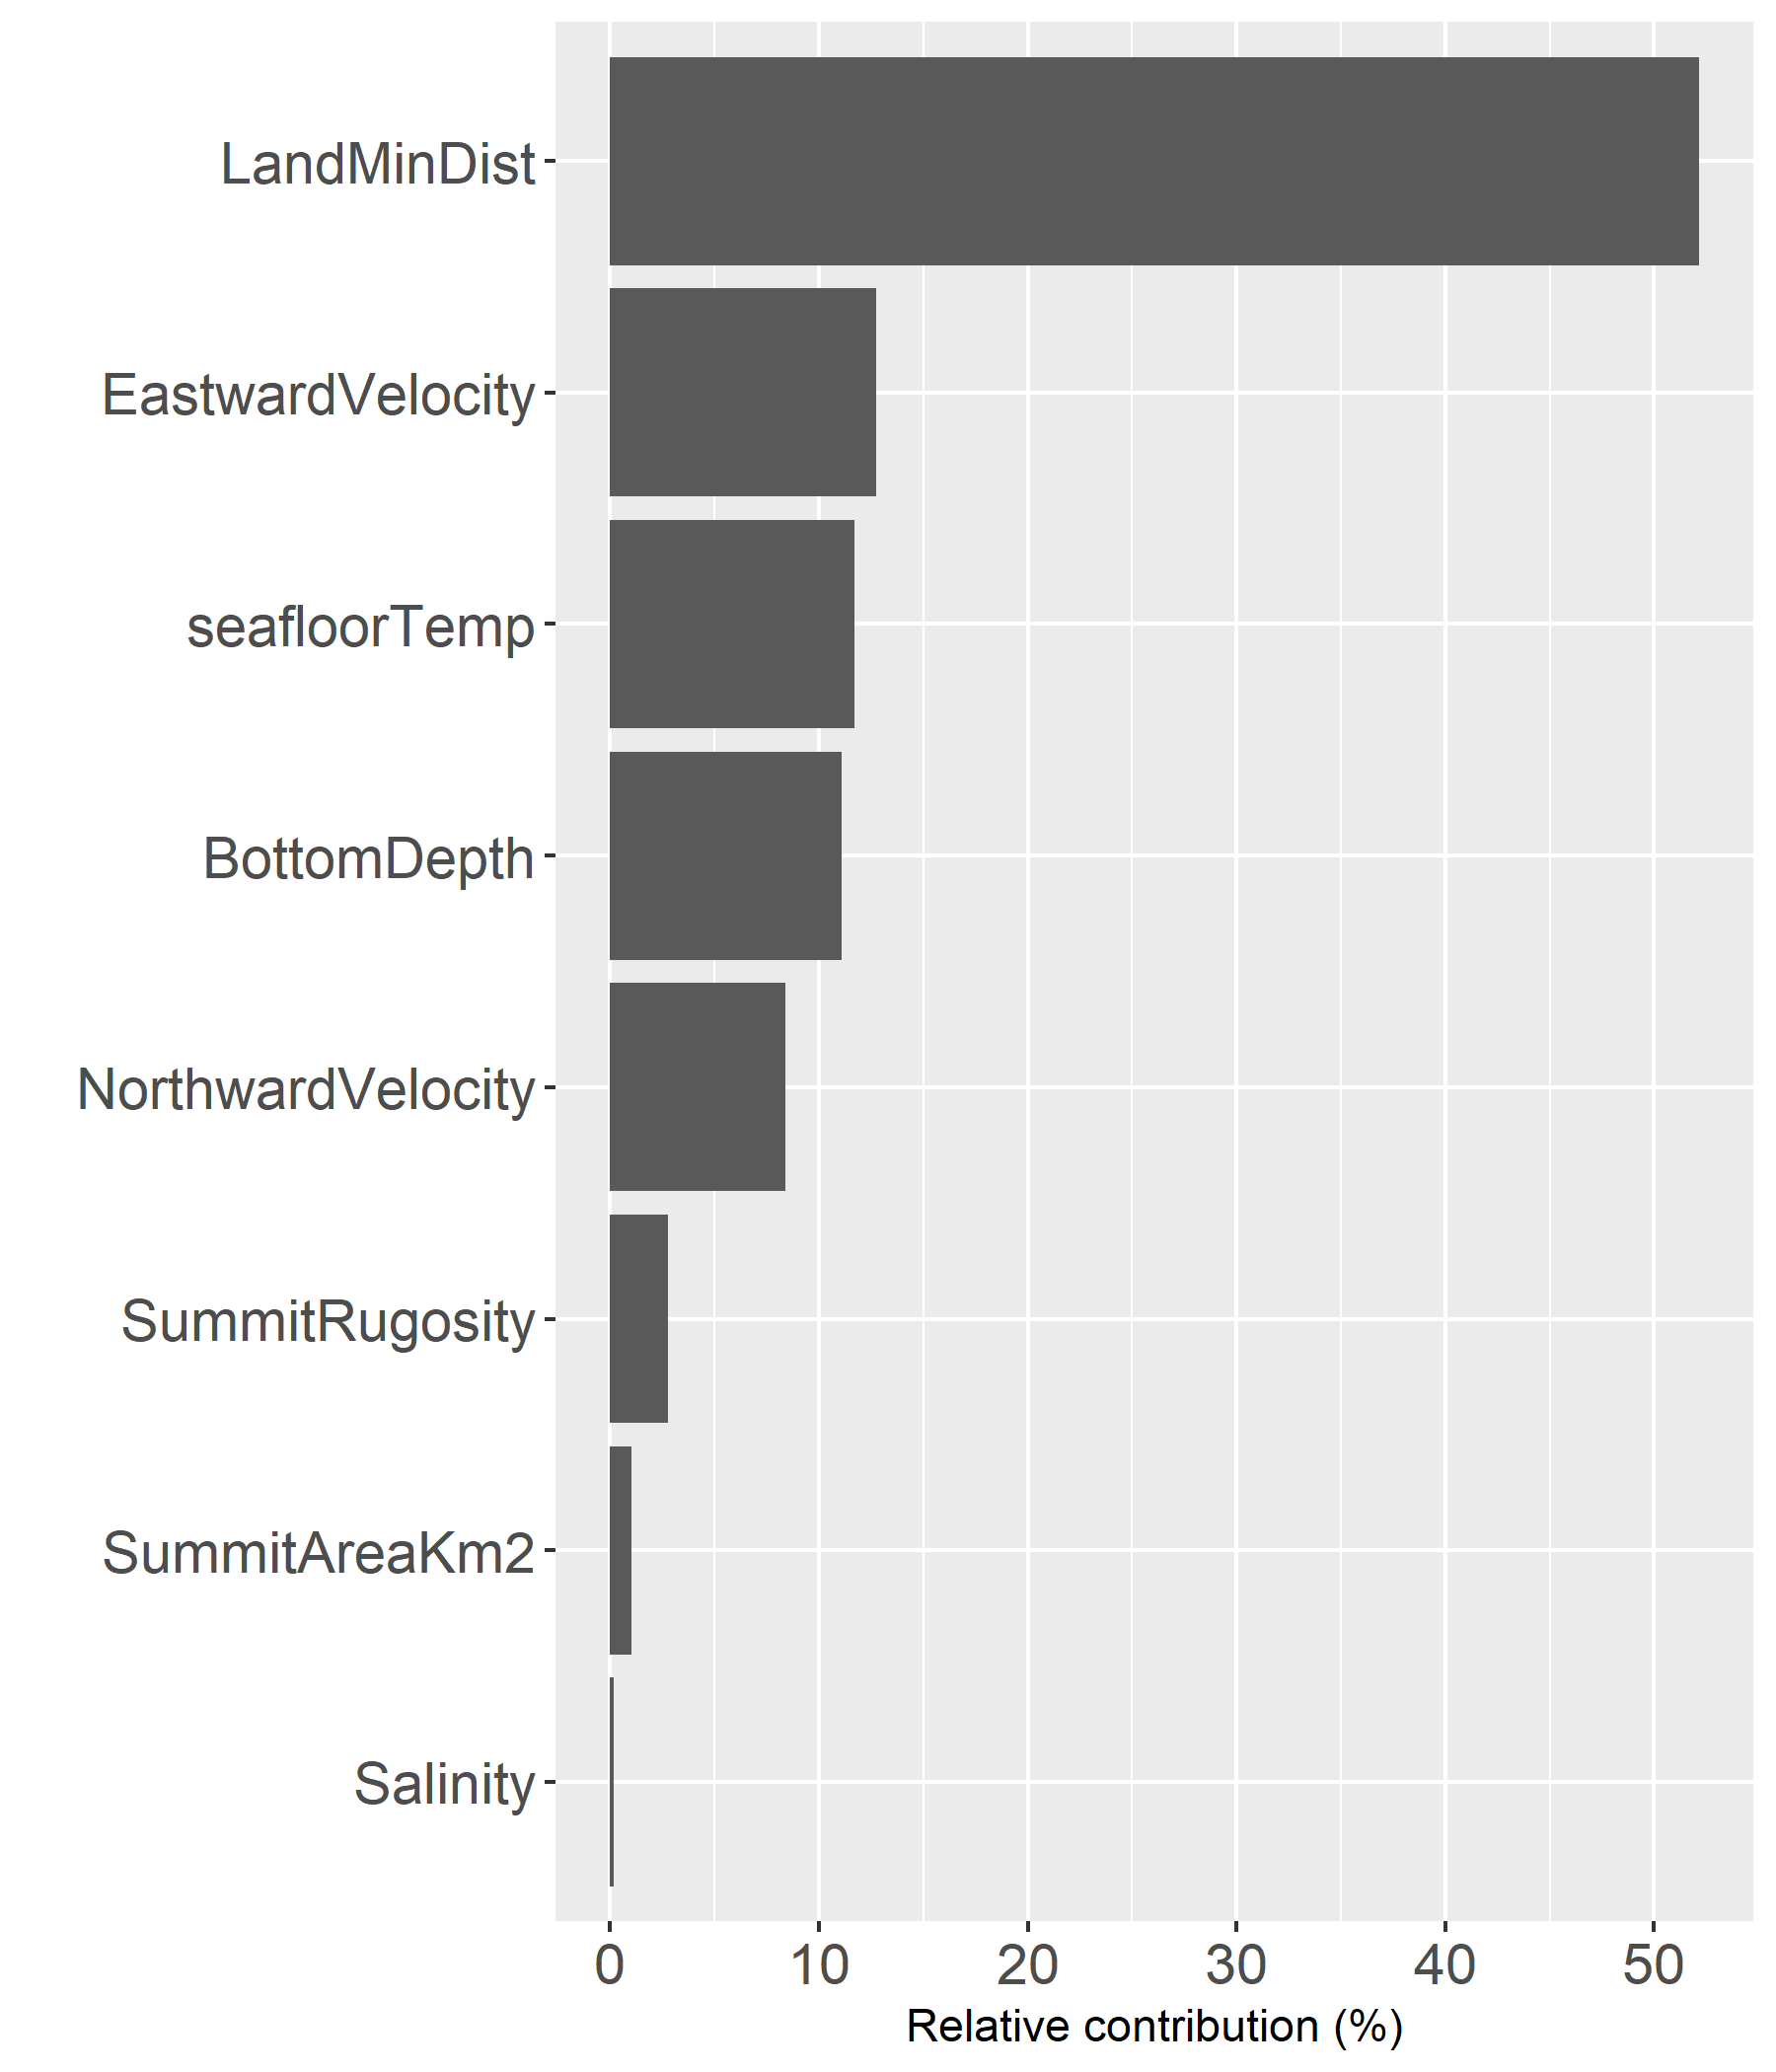 LandMinDist
EastwardVelocity
seafloorTemp
BottomDepth
NorthwardVelocity
SummitRugosity
SummitAreaKm2
Salinity
0 10 20 30 40 50
Relative contribution (%)